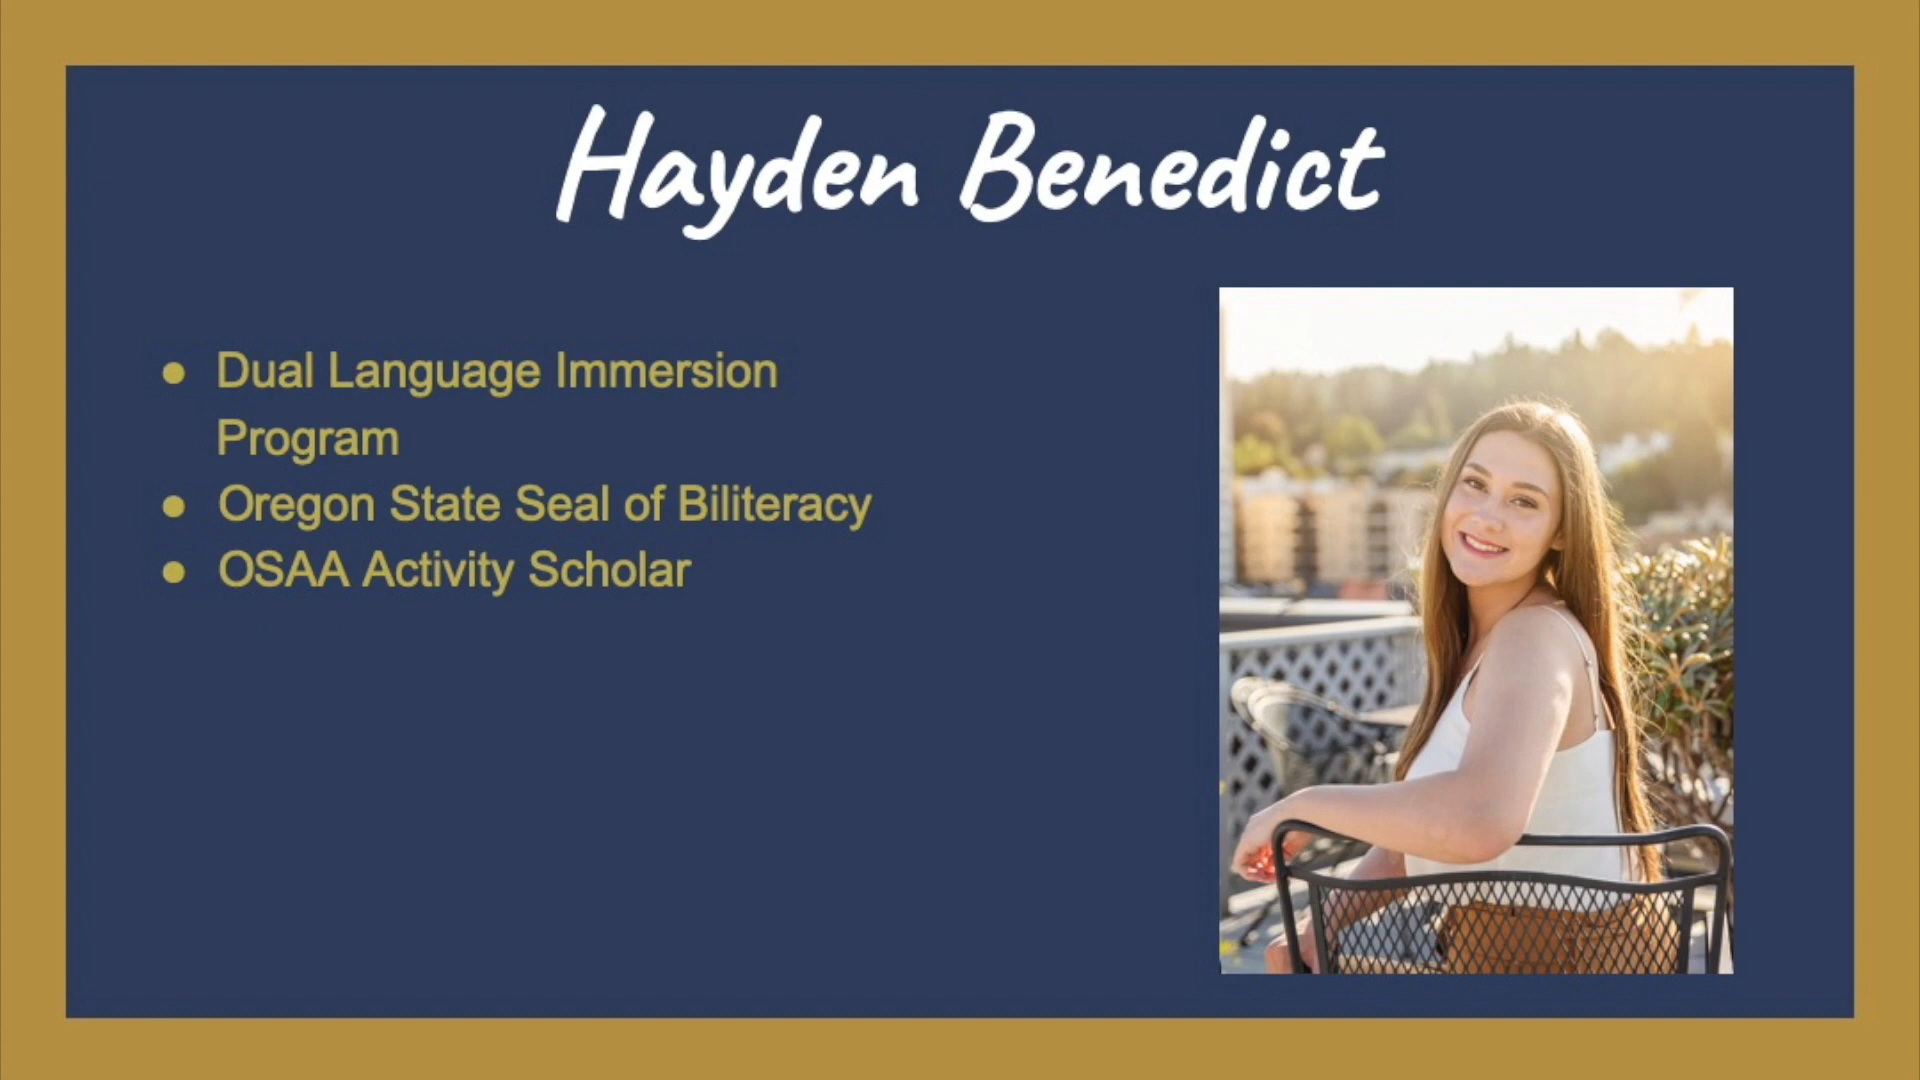 Hayden Benedict
● Dual Language Immersion
Program
● Oregon State Seal of Biliteracy
● OSAA Activity Scholar